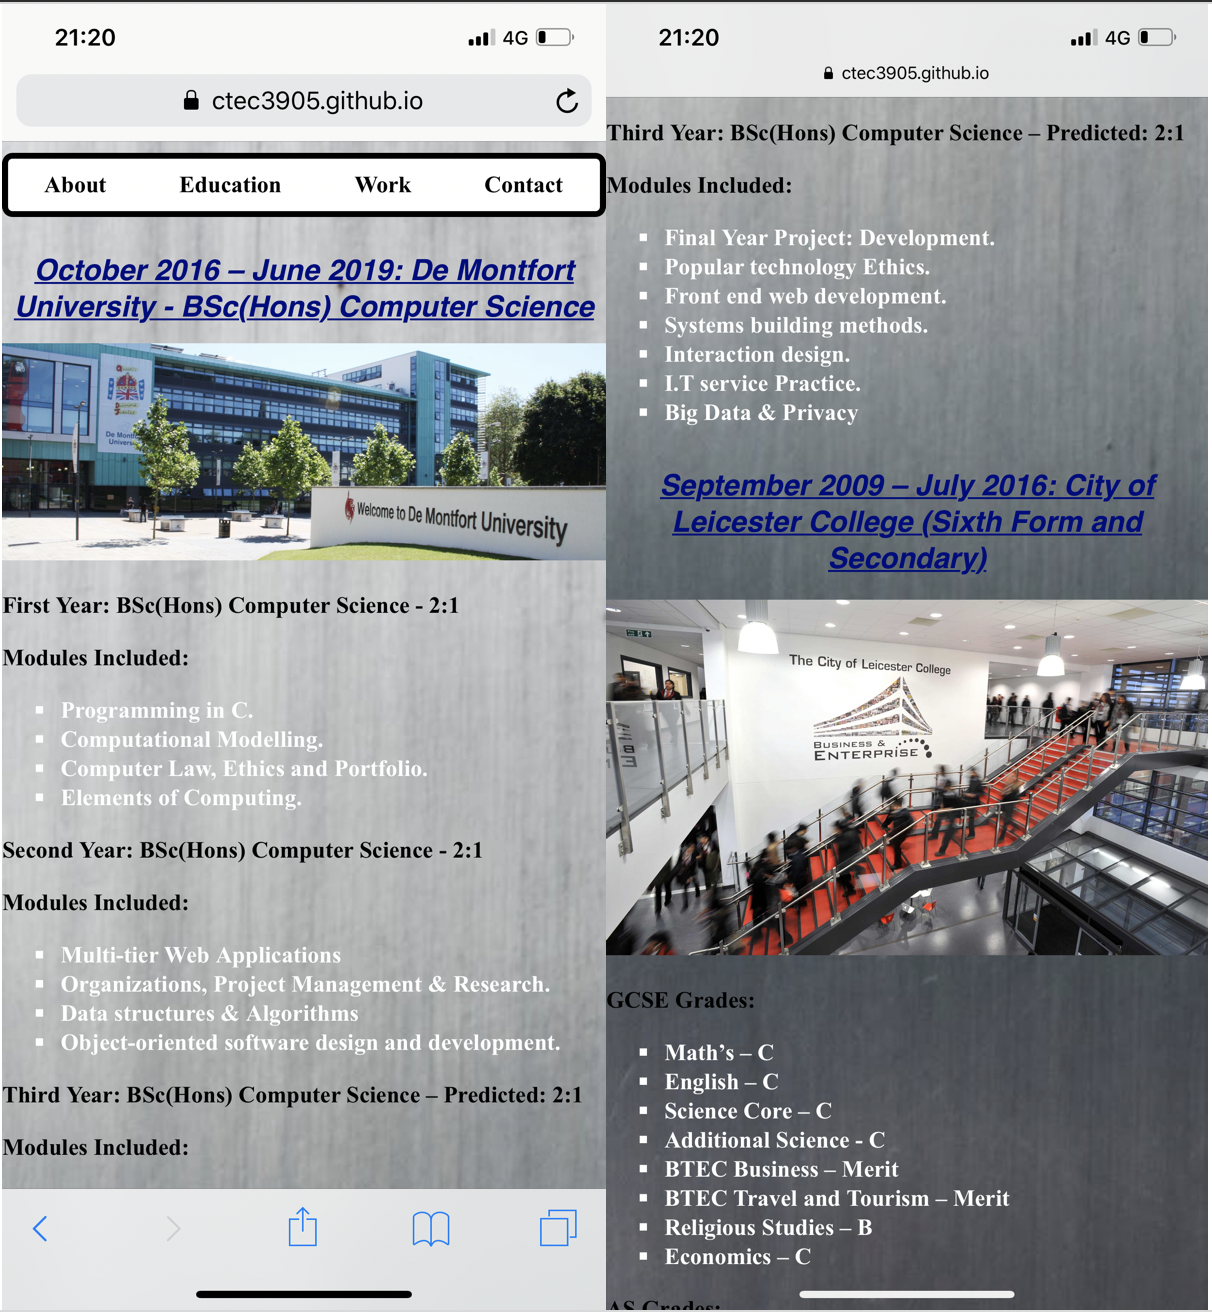 21:20
4G
ctec3905.github.io
About Education Work Contact
October 2016 – June 2019: De Montfort
University - BSc(Hons) Computer Science
De Montfort
University
Welcome to De Montfort University
First Year: BSc(Hons) Computer Science - 2:1
Modules Included:
Programming in C.
Computational Modelling.
Computer Law, Ethics and Portfolio.
Elements of Computing.
Second Year: BSc(Hons) Computer Science - 2:1
Modules Included:
Multi-tier Web Applications
Organizations, Project Management & Research.
Data structures & Algorithms
Object-oriented software design and development.
Third Year: BSc(Hons) Computer Science – Predicted: 2:1
Modules Included:
21:20
4G
ctec3905.github.io
Third Year: BSc(Hons) Computer Science – Predicted: 2:1
Modules Included:
Final Year Project: Development.
Popular technology Ethics.
Front end web development.
Systems building methods.
Interaction design.
I.T service Practice.
Big Data & Privacy
September 2009 – July 2016: City of
Leicester College (Sixth Form and
Secondary)
The City of Leicester College
BUSINESS &
ENTERPRISE
GCSE Grades:
Math’s – C
English – C
Science Core – C
Additional Science - C
BTEC Business – Merit
BTEC Travel and Tourism – Merit
Religious Studies – B
Economics – C
AS Grades: